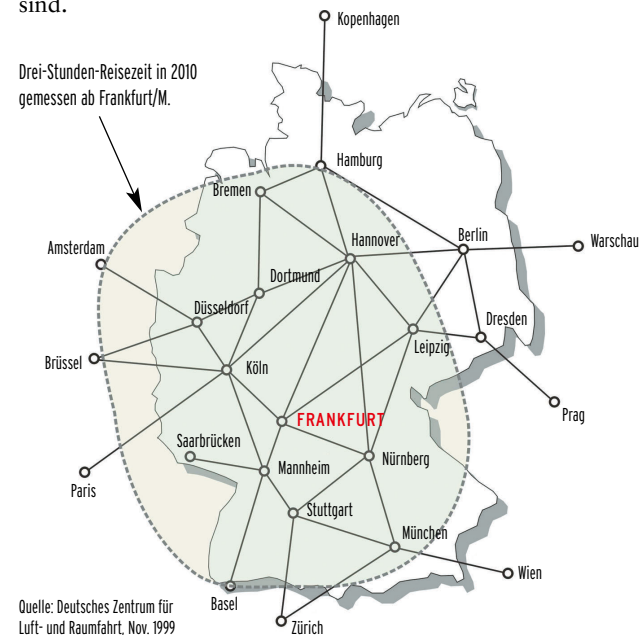 sind.
Kopenhagen
Drei-Stunden-Reisezeit in 2010
gemessen ab Frankfurt/M.
Hamburg
Bremen
Hannover
Berlin
Warschau
Amsterdam
Dortmund
Düsseldorf
Dresden
Leipzig
Brüssel
Köln
Prag
FRANKFURT
Saarbrücken
Nürnberg
Mannheim
Paris
Stuttgart
München
Wien
Basel
Zürich
Quelle: Deutsches Zentrum für
Luft- und Raumfahrt, Nov. 1999